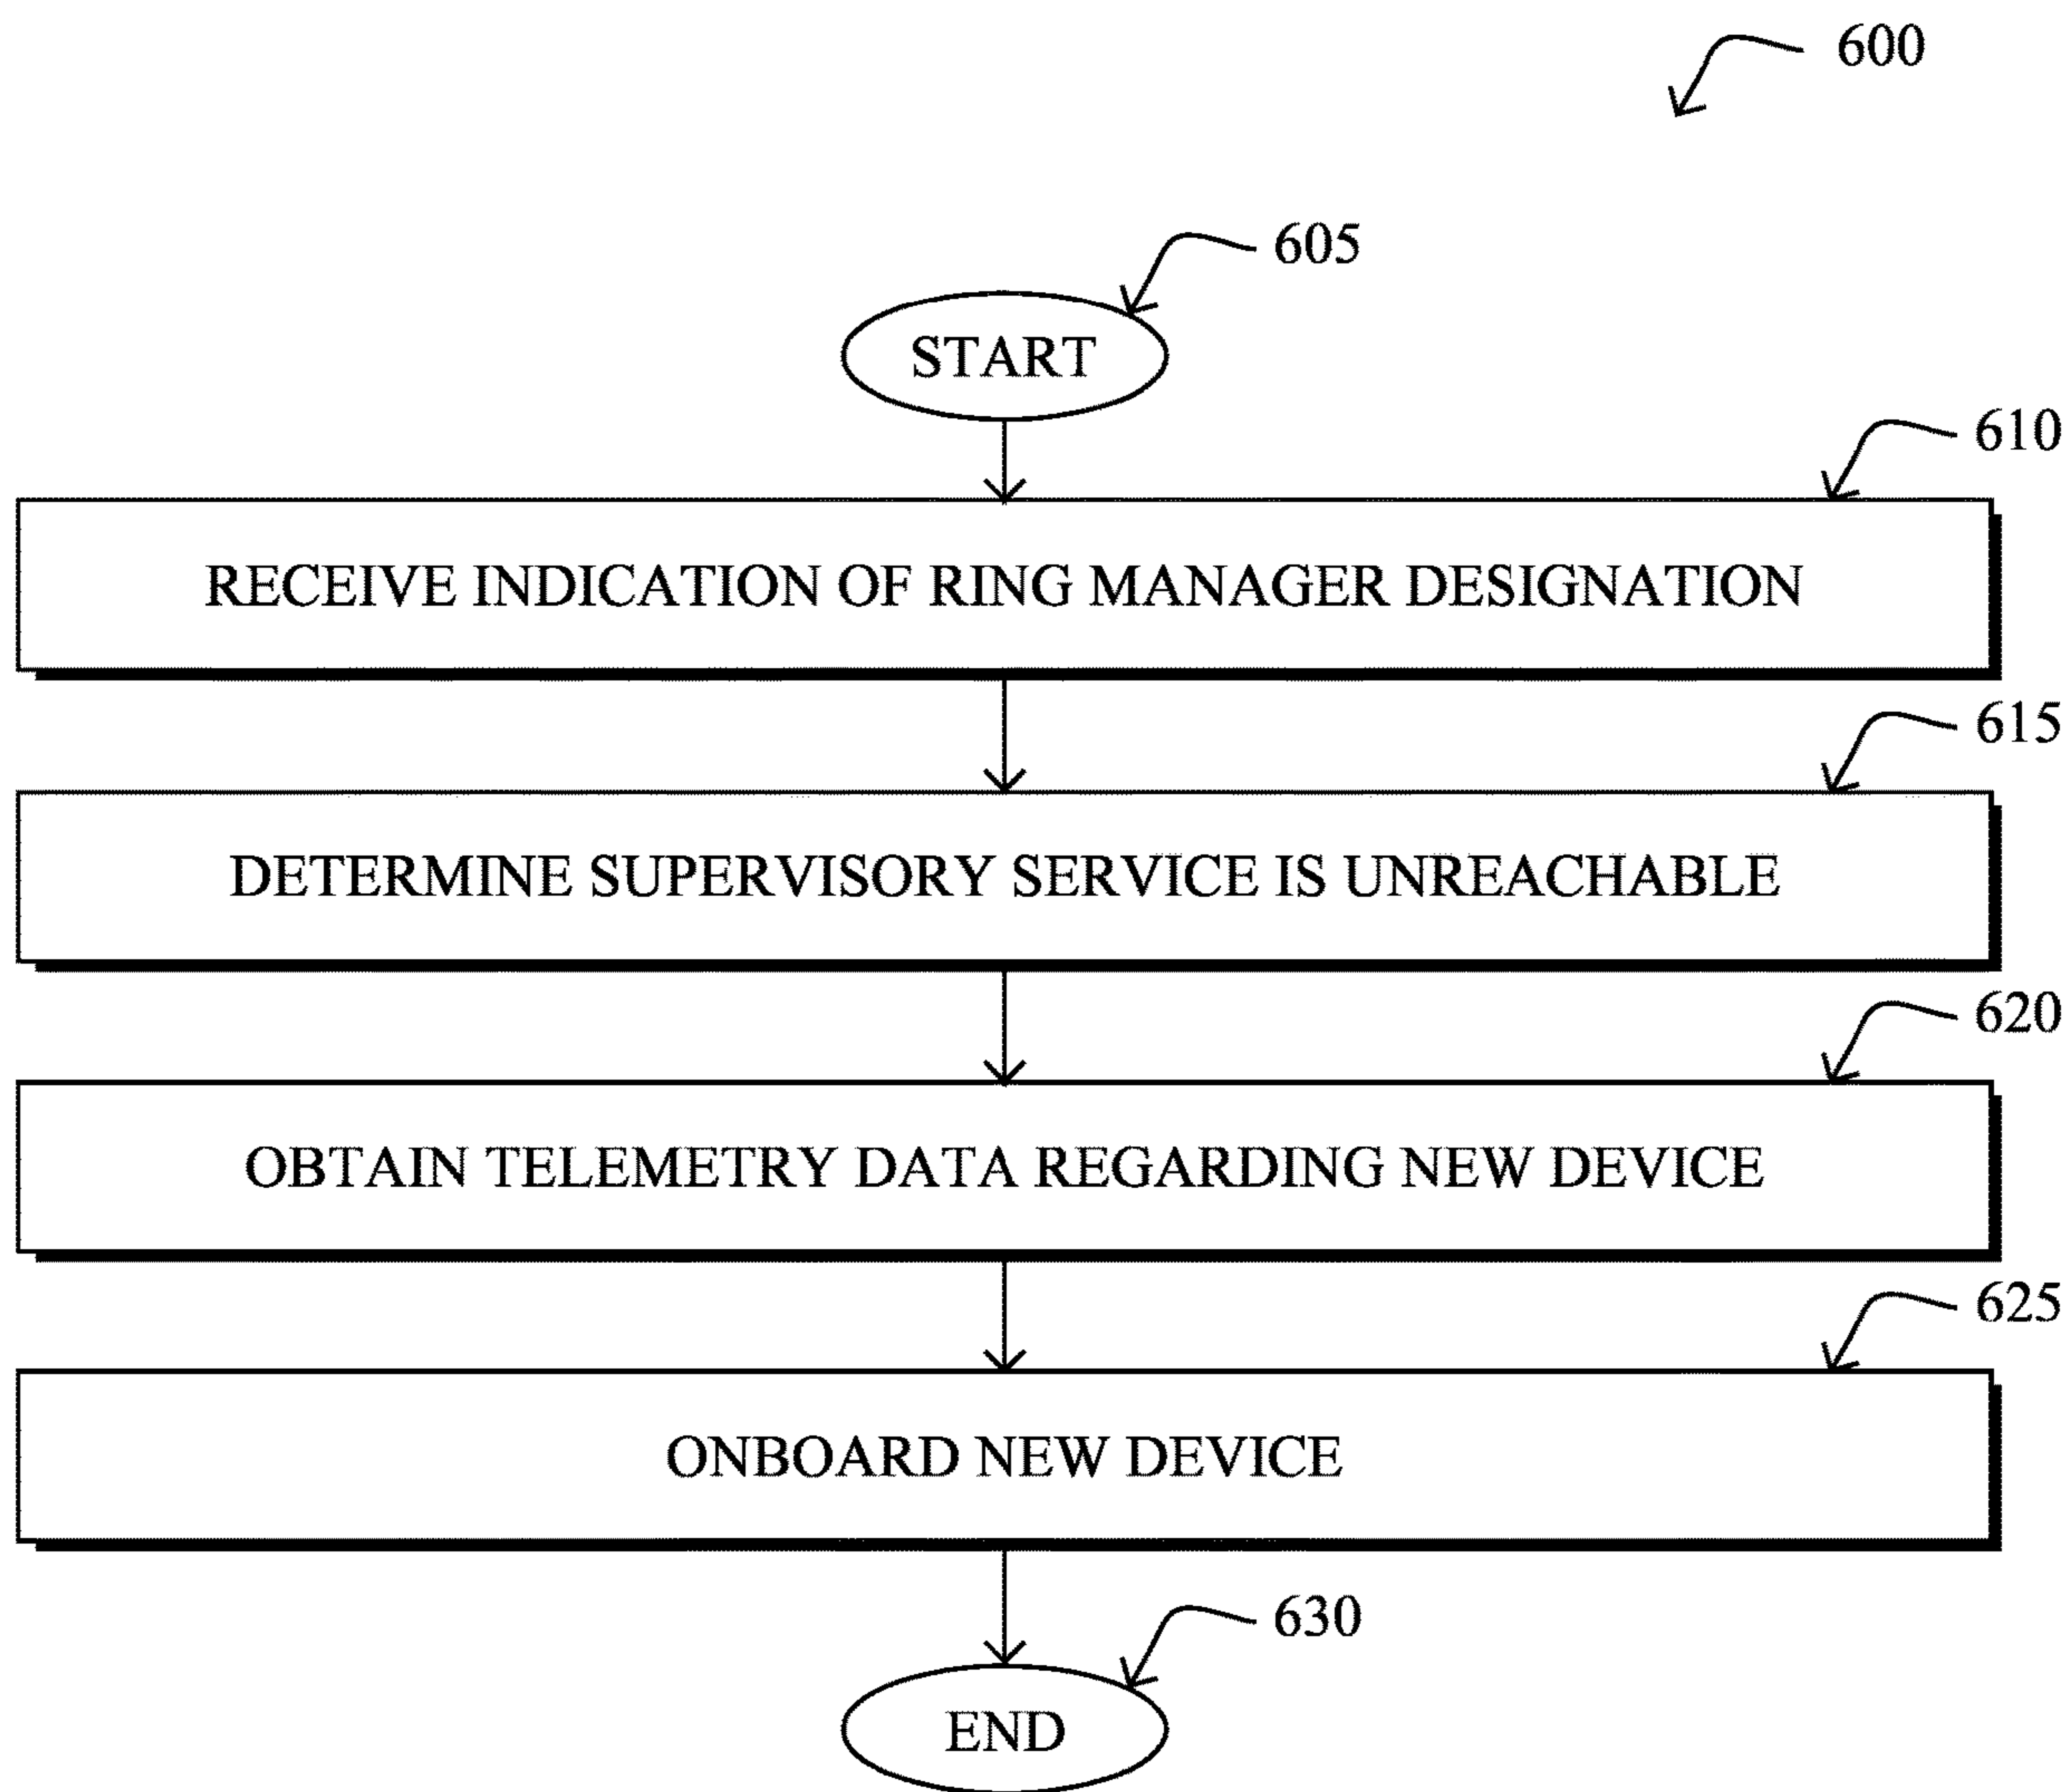 600
605
START
610
RECEIVE INDICATION OF RING MANAGER DESIGNATION
615
DETERMINE SUPERVISORY SERVICE IS UNREACHABLE
620
OBTAIN TELEMETRY DATA REGARDING NEW DEVICE
625
ONBOARD NEW DEVICE
630
END